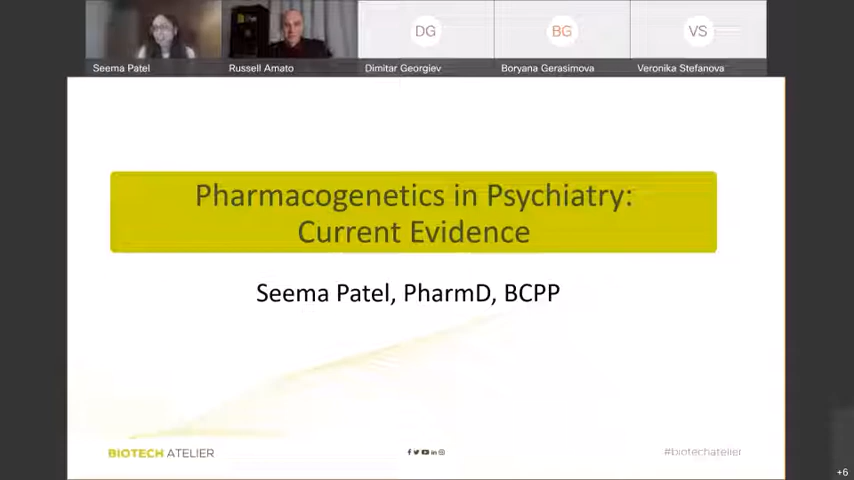 DG
BG
VS
Seema Patel
Russell Amato
Dimitar Georgiev
Boryana Gerasimova
Veronika Stefanova
Pharmacogenetics in Psychiatry:
Current Evidence
Seema Patel, PharmD, BCPP
BIOTECH ATELIER
#biotechatelier
+6